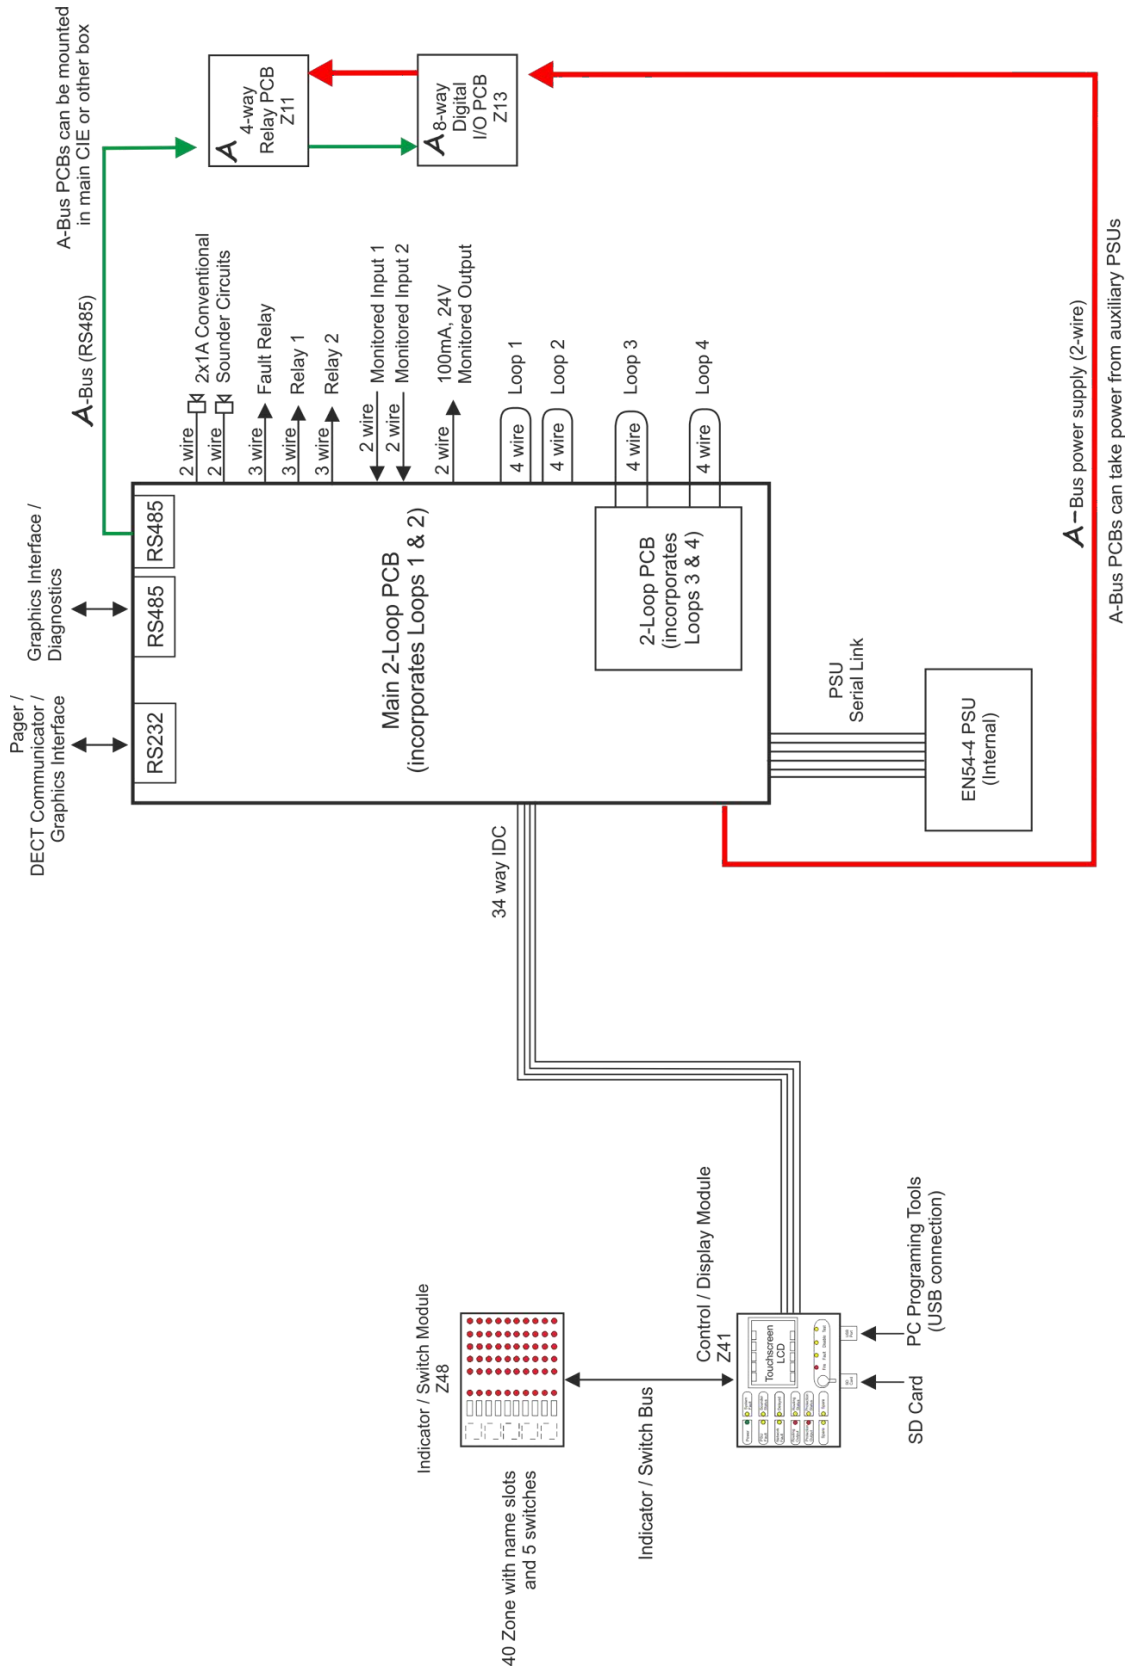 A-Bus PCBs can be mounted
in main CIE or other box
A-Bus (RS485)
A
4-way
Relay PCB
Z11
A
8-way
Digital
I/O PCB
Z13
2 wire
2x1A Conventional
2 wire
Sounder Circuits
3 wire
Fault Relay
3 wire
Relay 1
3 wire
Relay 2
2 wire
Monitored Input 1
2 wire
Monitored Input 2
2 wire
100mA, 24V
Monitored Output
4 wire
Loop 1
4 wire
Loop 2
4 wire
Loop 3
4 wire
Loop 4
Graphics Interface /
Diagnostics
Pager /
DECT Communicator /
Graphics Interface
RS485
RS485
RS232
Main 2-Loop PCB
(incorporates Loops 1 & 2)
2-Loop PCB
(incorporates
Loops 3 & 4)
PSU
Serial Link
EN54-4 PSU
(Internal)
A-Bus power supply (2-wire)
A-Bus PCBs can take power from auxiliary PSUs
34 way IDC
Indicator / Switch Module
Z48
40 Zone with name slots
and 5 switches
Indicator / Switch Bus
Control / Display Module
Z41
Touchscreen
LCD
SD Card
PC Programing Tools
(USB connection)